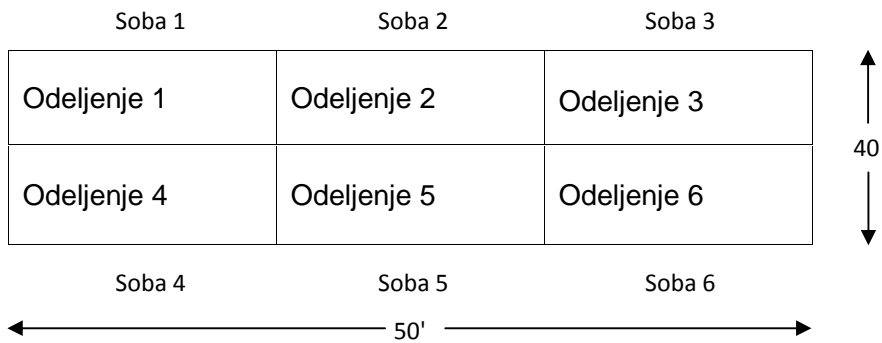 Soba 1 Soba 2 Soba 3
Odeljenje 1 Odeljenje 2 Odeljenje 3
40
Odeljenje 4 Odeljenje 5 Odeljenje 6
Soba 4 Soba 5 Soba 6
50'